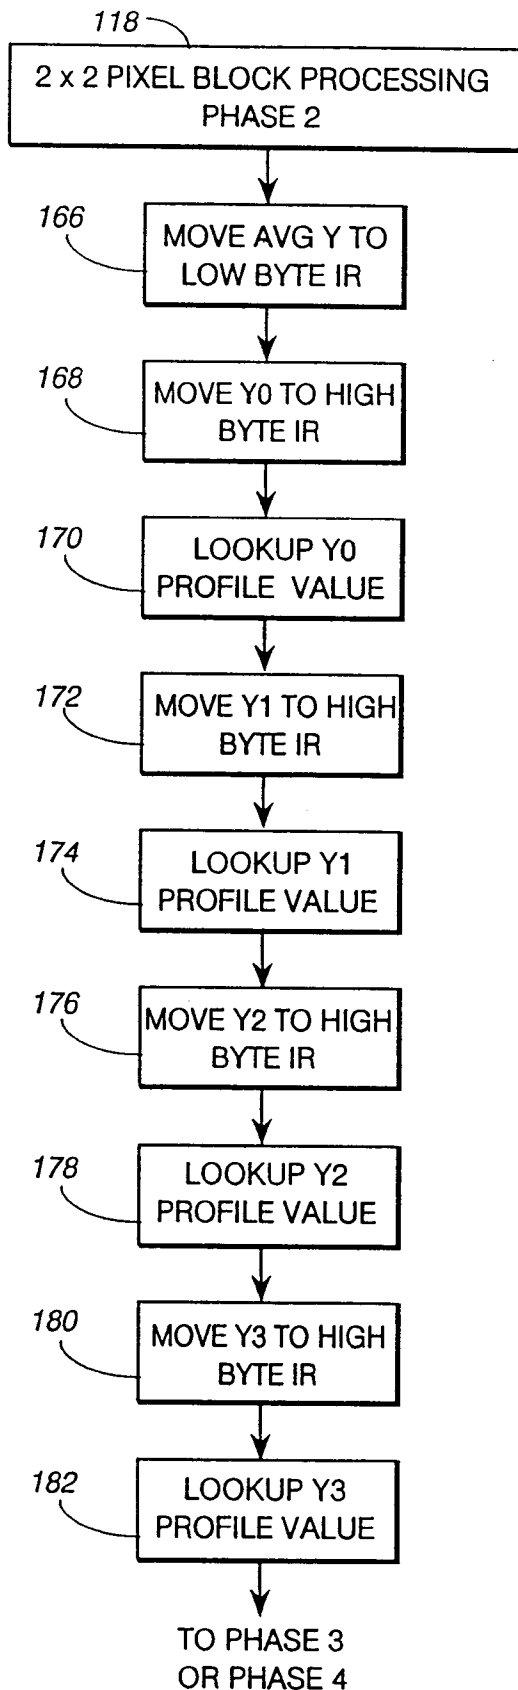 118
2 x 2 PIXEL BLOCK PROCESSING
PHASE 2
166
MOVE AVG Y TO
LOW BYTE IR
168
MOVE Y0 TO HIGH
BYTE IR
170
LOOKUP Y0
PROFILE VALUE
172
MOVE Y1 TO HIGH
BYTE IR
174
LOOKUP Y1
PROFILE VALUE
176
MOVE Y2 TO HIGH
BYTE IR
178
LOOKUP Y2
PROFILE VALUE
180
MOVE Y3 TO HIGH
BYTE IR
182
LOOKUP Y3
PROFILE VALUE
TO PHASE 3
OR PHASE 4